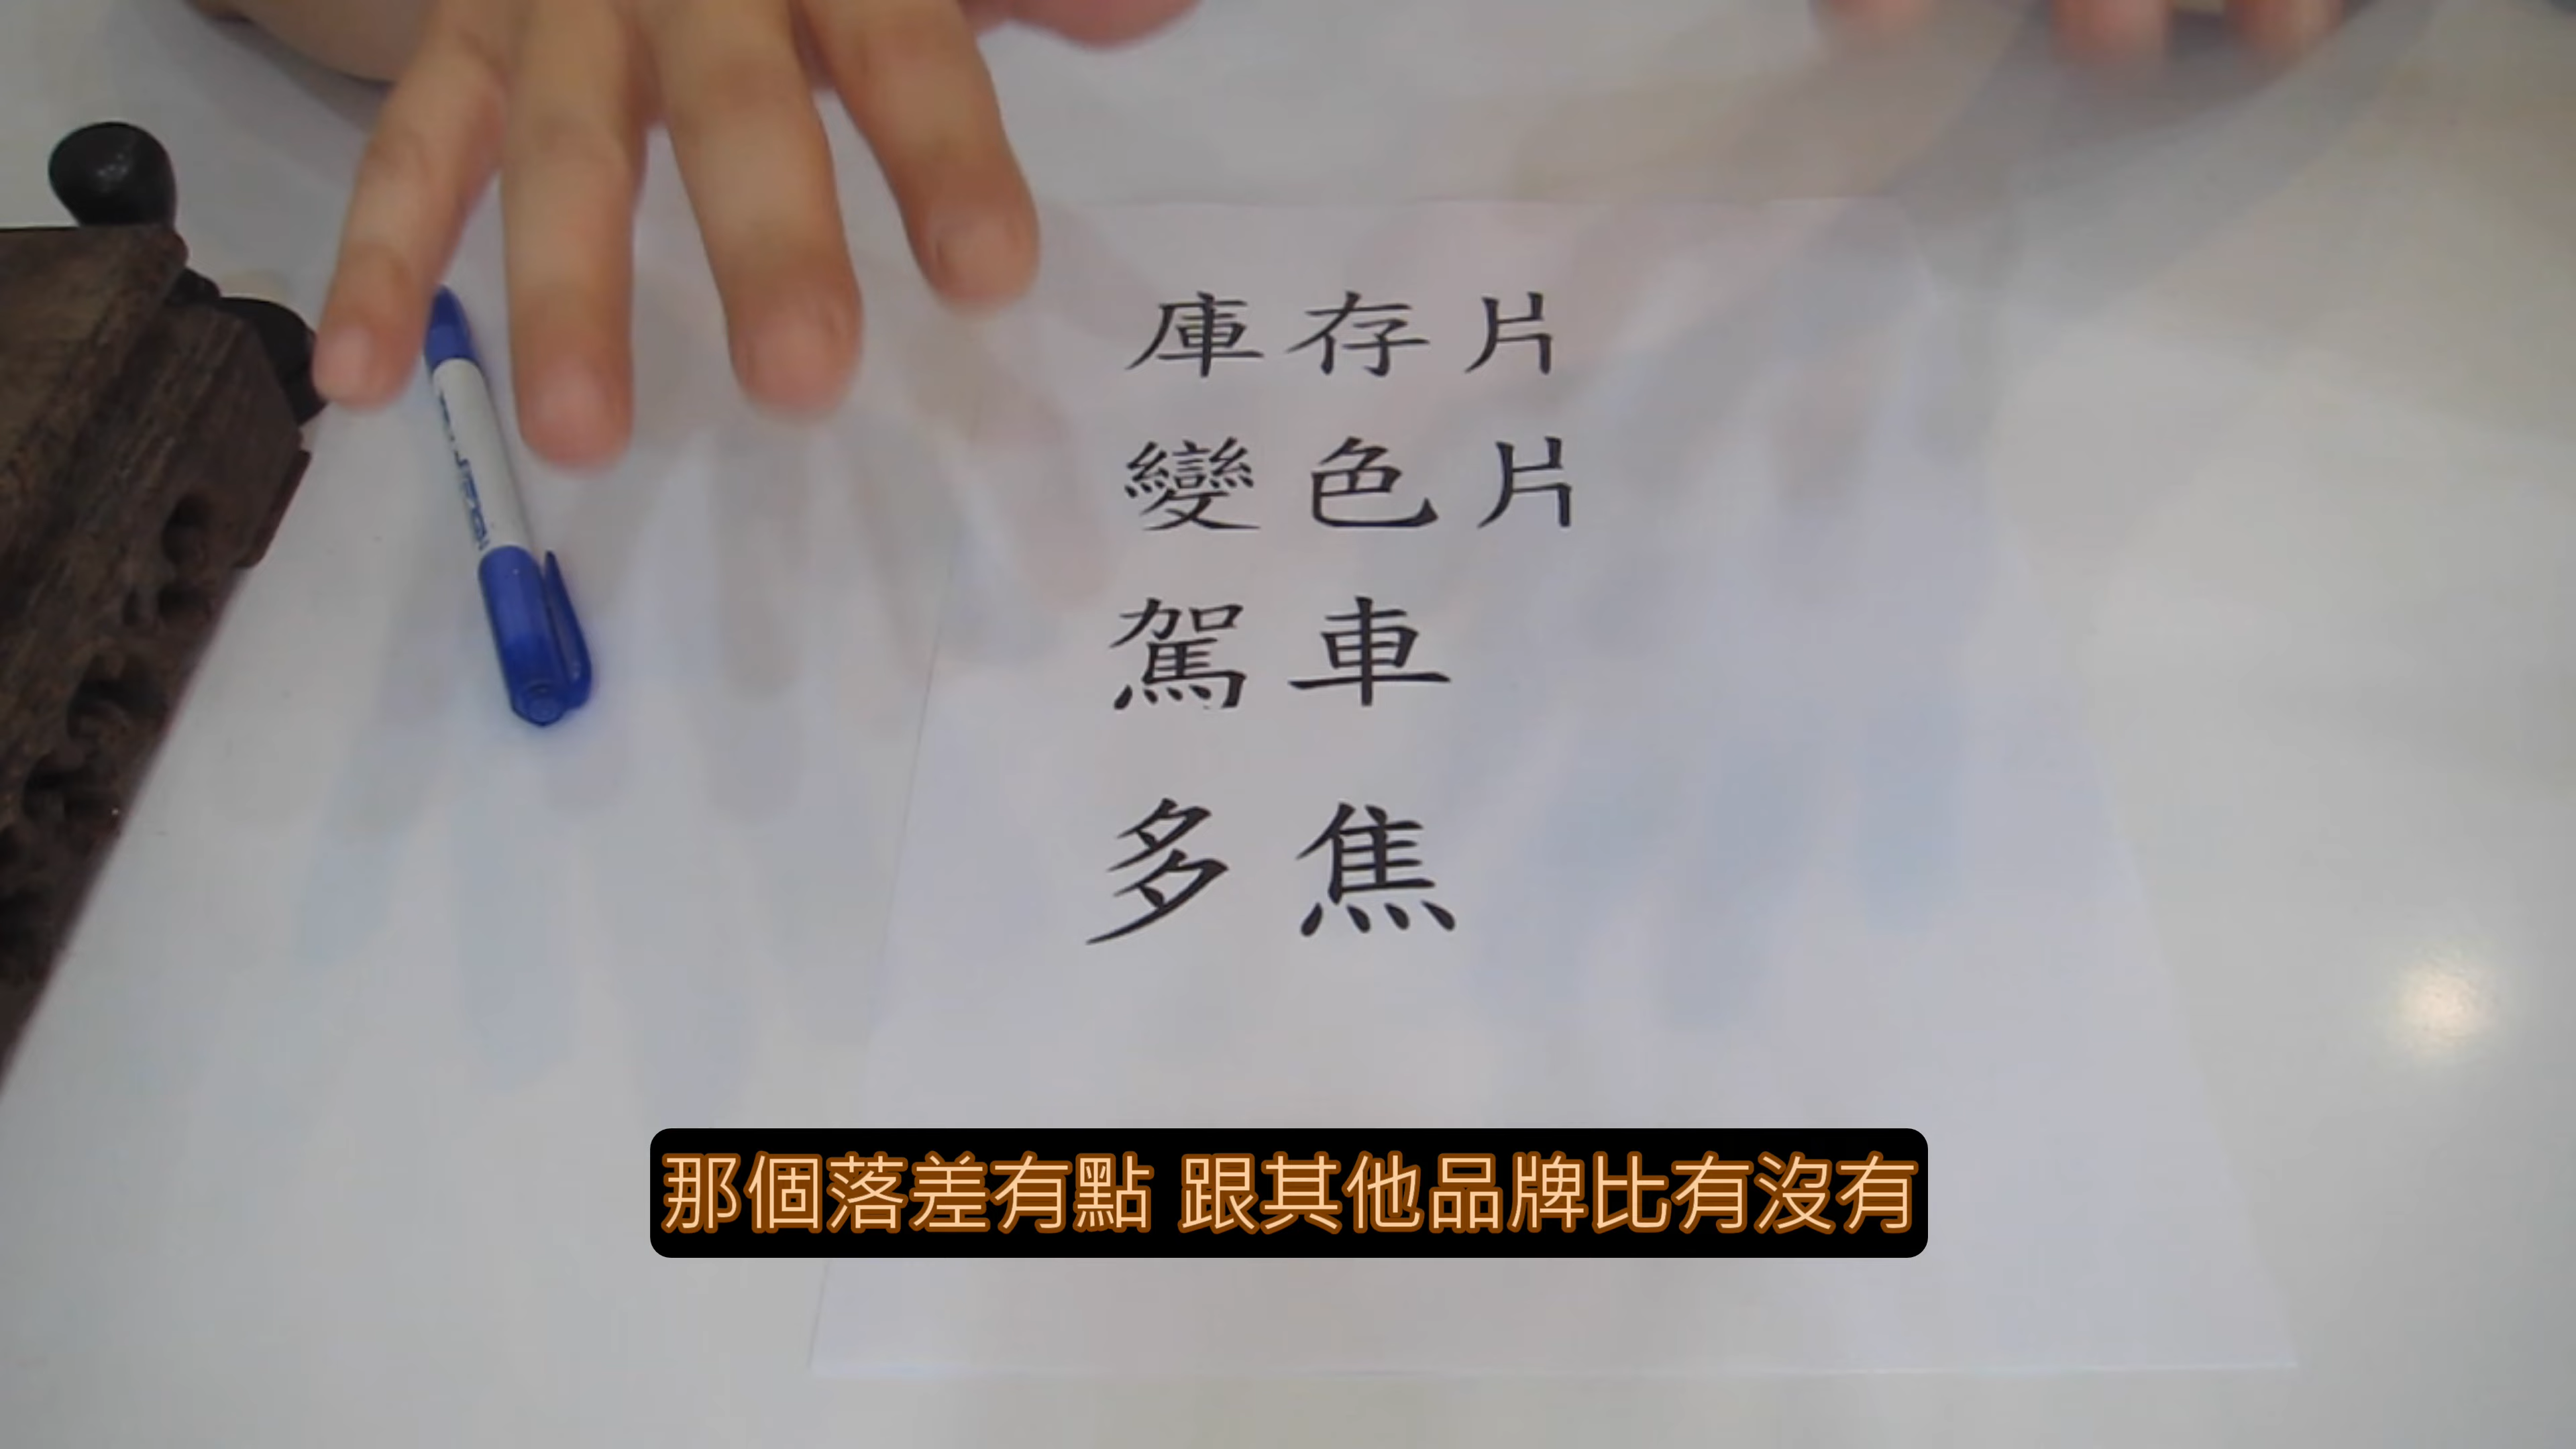 庫存片
變色片
駕車
多焦
那個落差有點 跟其他品牌比有沒有